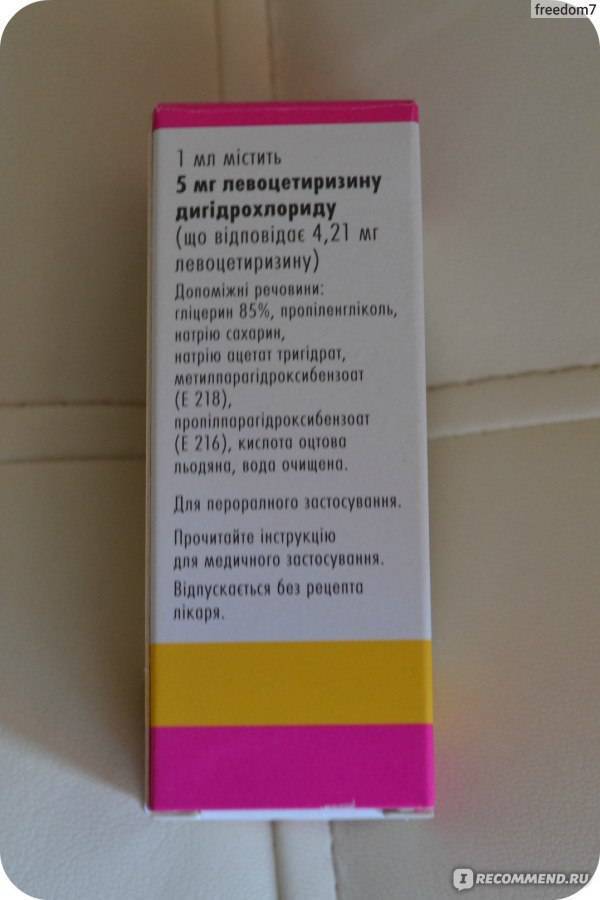 freedom7
1 мл містить
5 мг левоцетиризину
дигідрохлориду
(що відповідає 4,21 мг
левоцетиризину)
Допоміжні речовини:
гліцерин 85%, пропіленгліколь,
натрію сахарин,
натрію ацетат тригідрат,
метилпарагідроксибензоат
(Е 218),
пропілпарагідроксибензоат
(Е 216), кислота оцтова
льодяна, вода очищена.
Для перорального застосування.
Прочитайте інструкцію
для медичного застосування.
Відпускається без рецепта
лікаря.
IRECOMMEND.RU